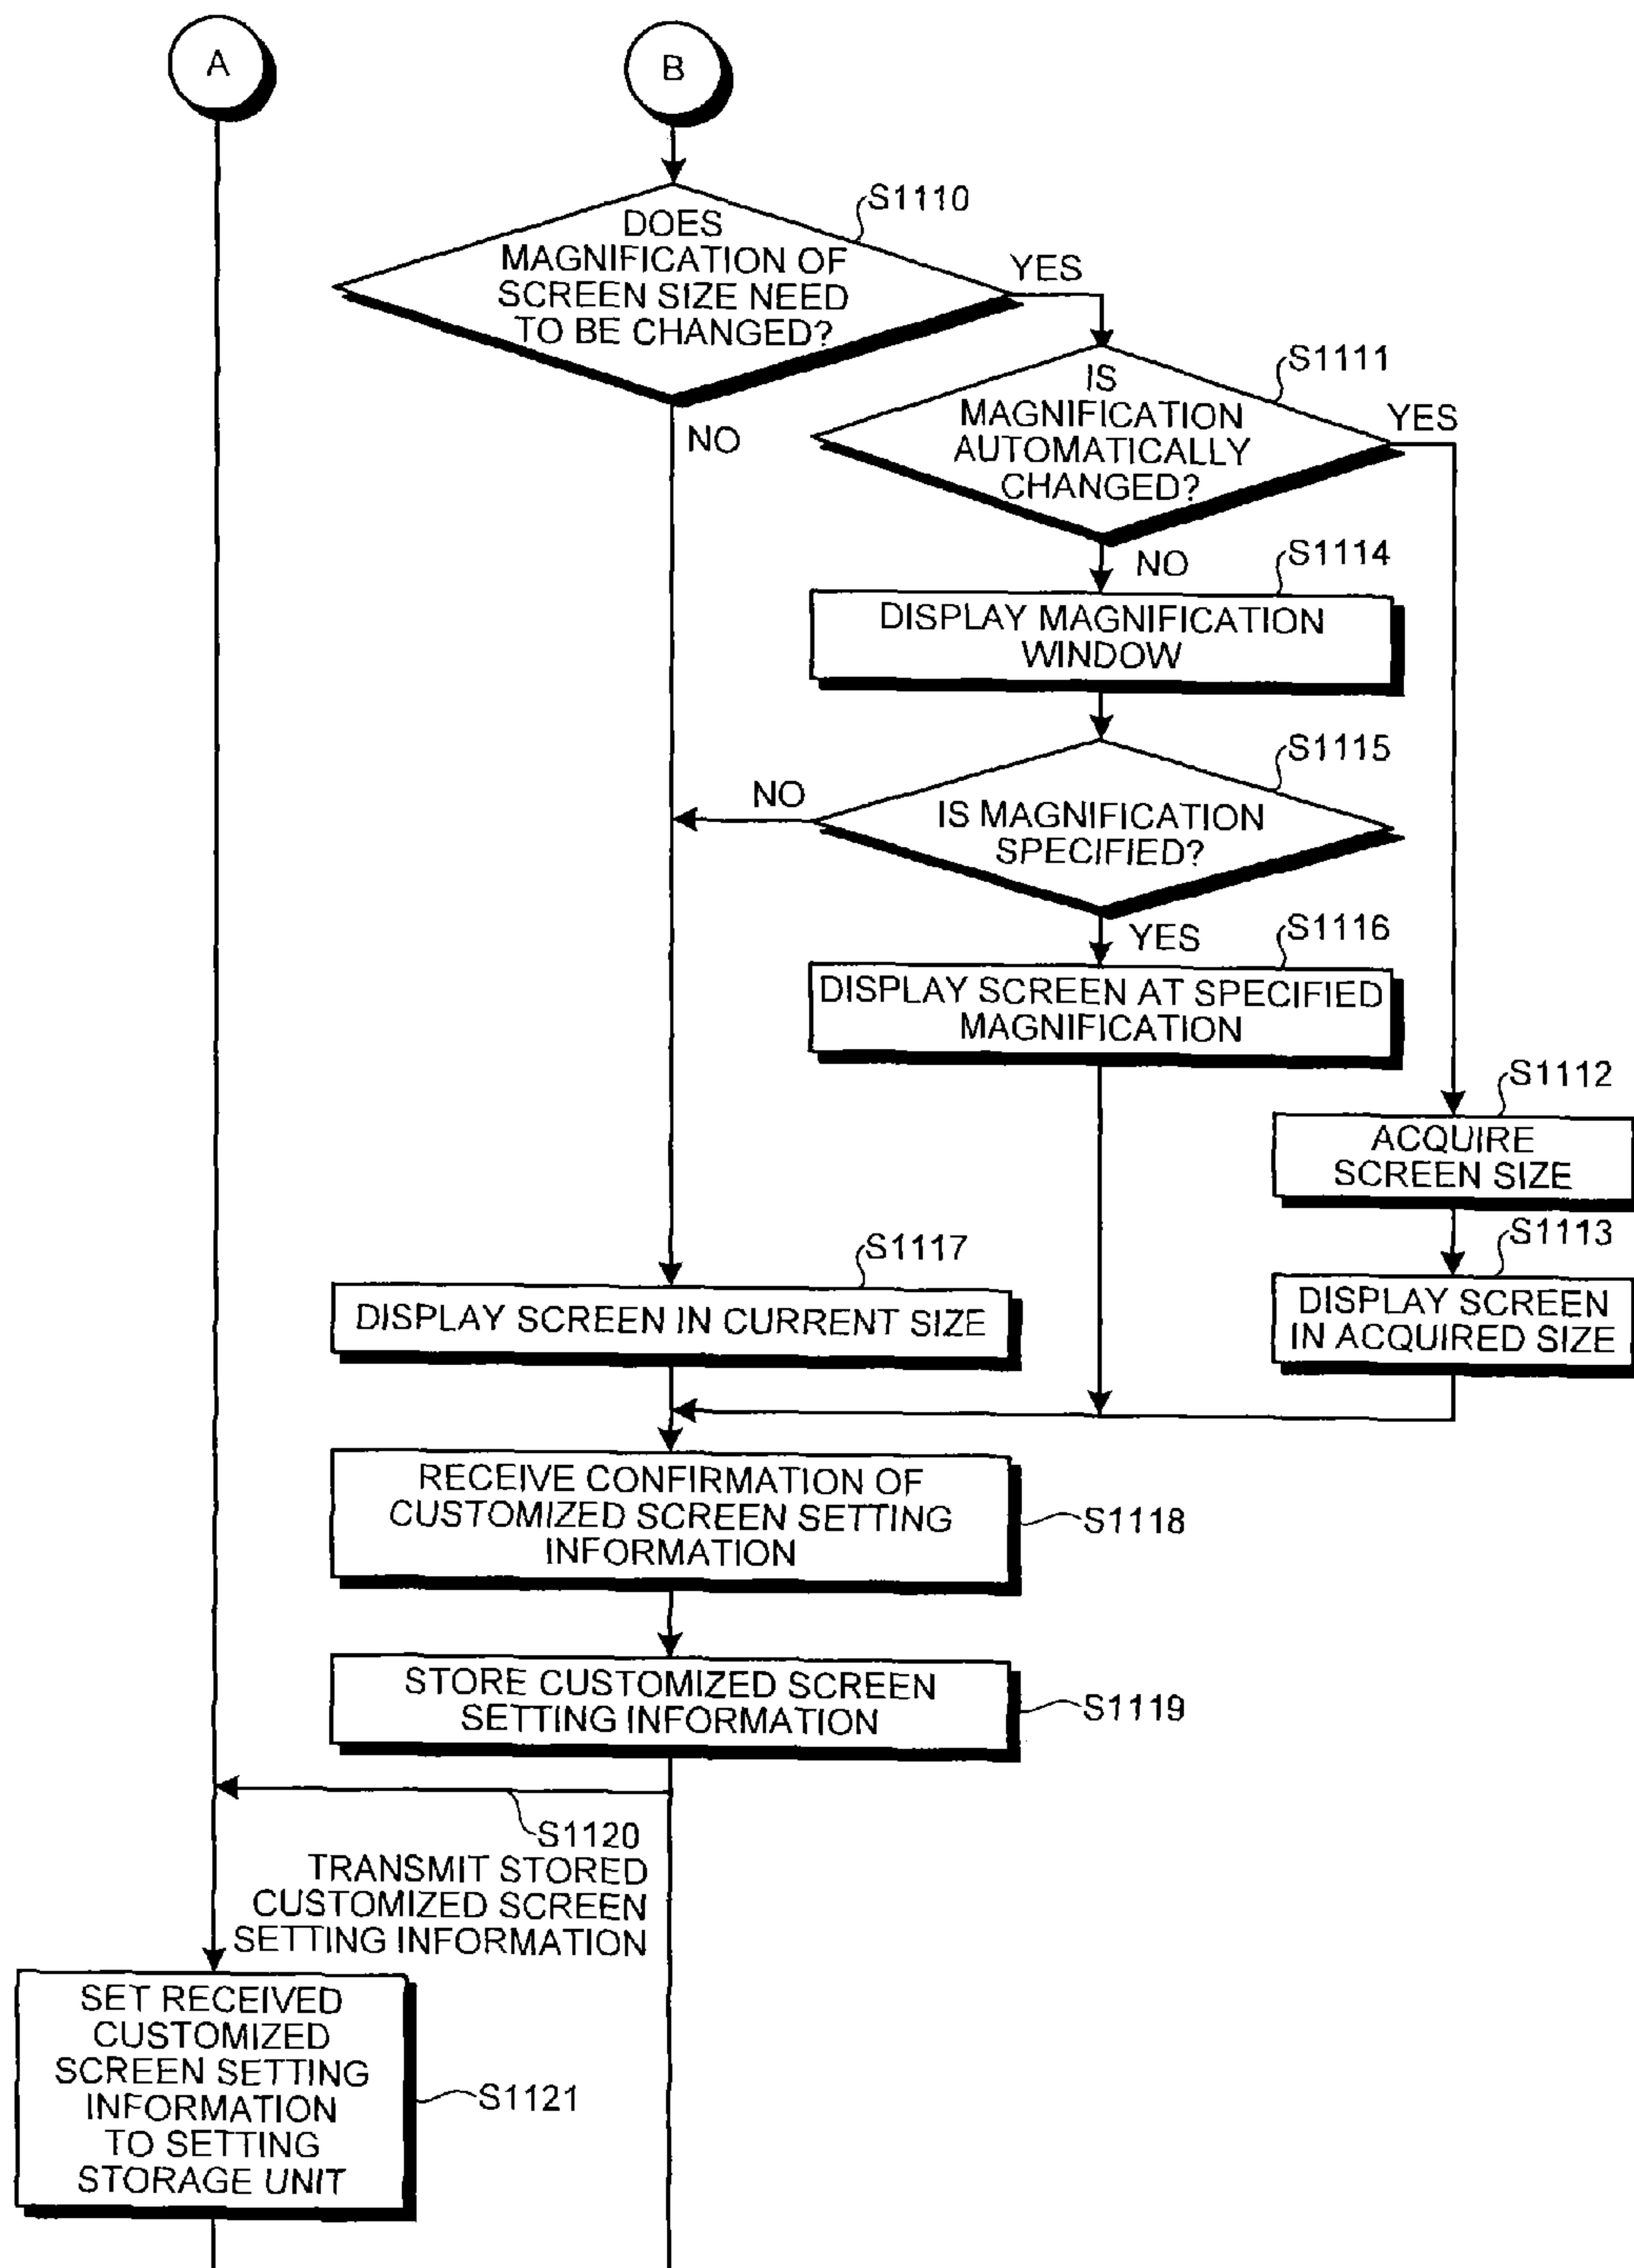 A
B
S1110
DOES
MAGNIFICATION OF
SCREEN SIZE NEED
TO BE CHANGED?
YES
NO
S1111
IS
MAGNIFICATION
AUTOMATICALLY
CHANGED?
YES
NO
S1114
DISPLAY MAGNIFICATION
WINDOW
S1115
NO
IS MAGNIFICATION
SPECIFIED?
YES
S1116
DISPLAY SCREEN AT SPECIFIED
MAGNIFICATION
S1112
ACQUIRE
SCREEN SIZE
S1113
DISPLAY SCREEN
IN ACQUIRED SIZE
S1117
DISPLAY SCREEN IN CURRENT SIZE
RECEIVE CONFIRMATION OF
CUSTOMIZED SCREEN SETTING
INFORMATION
S1118
STORE CUSTOMIZED SCREEN
SETTING INFORMATION
S1119
S1120
TRANSMIT STORED
CUSTOMIZED SCREEN
SETTING INFORMATION
SET RECEIVED
CUSTOMIZED
SCREEN SETTING
INFORMATION
TO SETTING
STORAGE UNIT
S1121